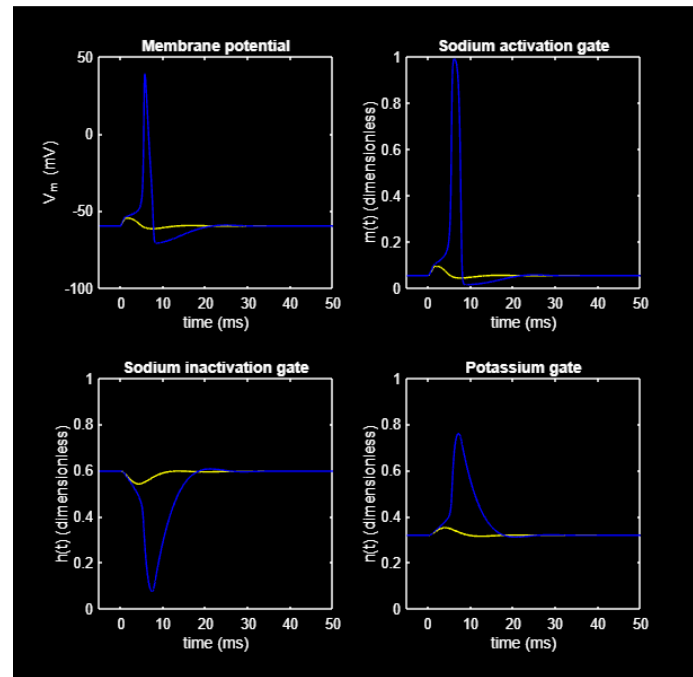 Membrane potential
50
0
-50
-100
V_m (mV)
0 10 20 30 40 50
time (ms)
Sodium activation gate
1
0.8
0.6
0.4
0.2
0
m(t) (dimensionless)
0 10 20 30 40 50
time (ms)
Sodium inactivation gate
1
0.8
0.6
0.4
0.2
0
h(t) (dimensionless)
0 10 20 30 40 50
time (ms)
Potassium gate
1
0.8
0.6
0.4
0.2
0
n(t) (dimensionless)
0 10 20 30 40 50
time (ms)